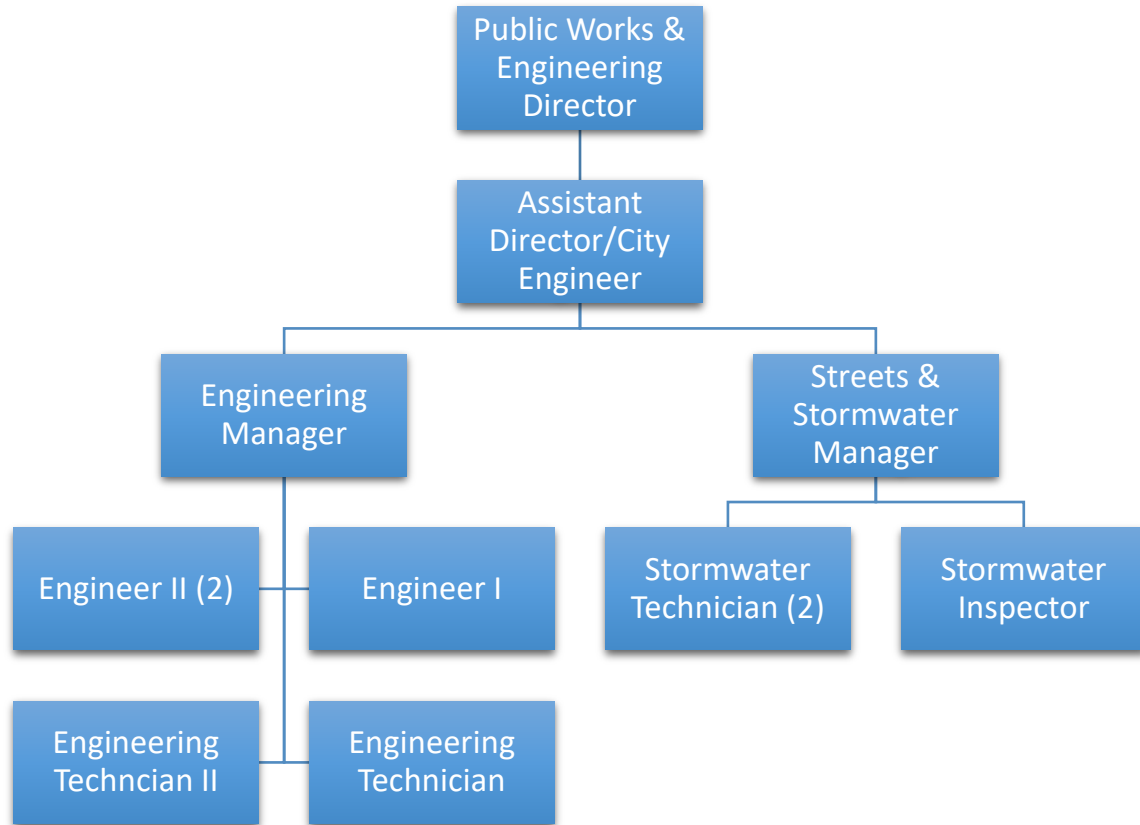 Public Works &
Engineering
Director
Assistant
Director/City
Engineer
Engineering
Manager
Streets &
Stormwater
Manager
Engineer II (2)
Engineer I
Stormwater
Technician (2)
Stormwater
Inspector
Engineering
Techncian II
Engineering
Technician